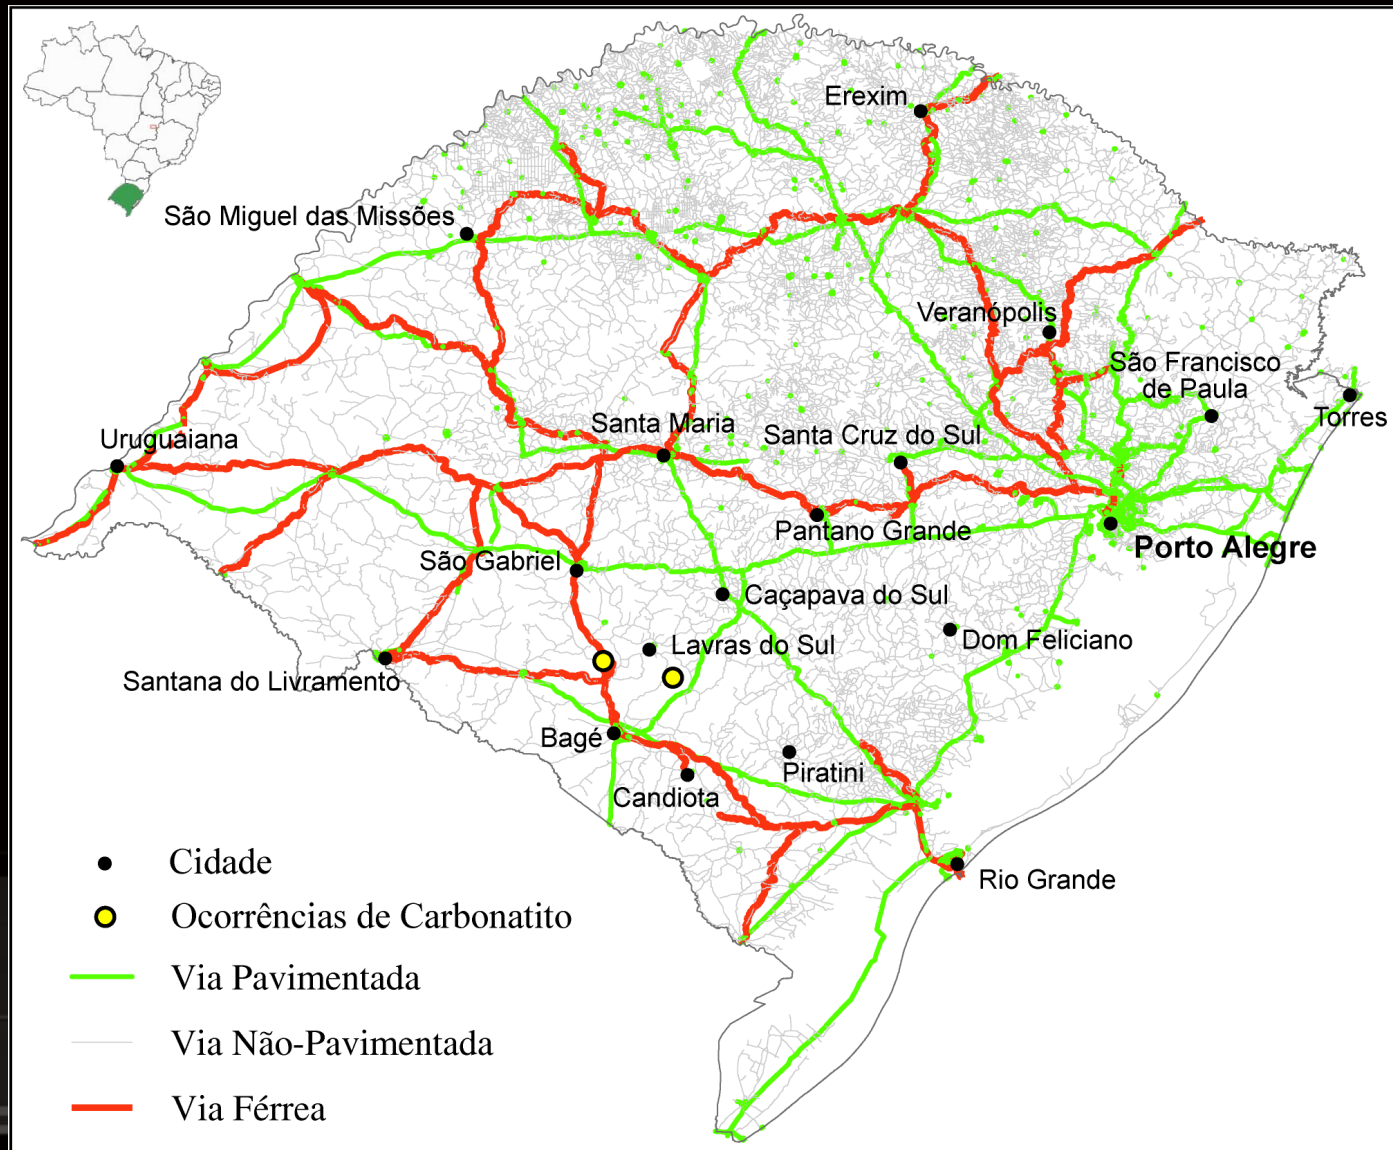 Erexim
São Miguel das Missões
Veranópolis
São Francisco
de Paula
Torres
Uruguaiana
Santa Maria
Santa Cruz do Sul
Pantano Grande
Porto Alegre
São Gabriel
Caçapava do Sul
Dom Feliciano
Lavras do Sul
Santana do Livramento
Bagé
Piratini
Candiota
Rio Grande
Cidade
Ocorrências de Carbonatito
Via Pavimentada
Via Não-Pavimentada
Via Férrea